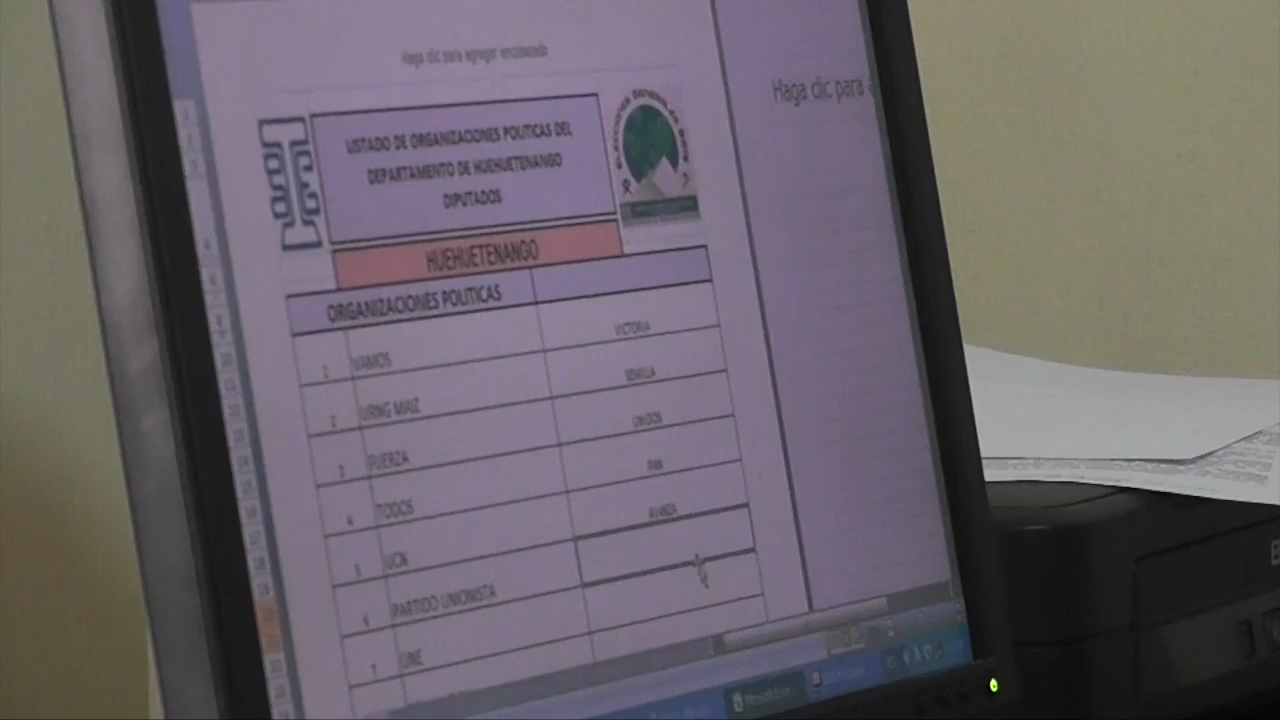 Haga clic para agregar encabezado
Haga clic para
LISTADO DE ORGANIZACIONES POLITICAS DEL
DEPARTAMENTO DE HUEHUETENANGO
DIPUTADOS
HUEHUETENANGO
ORGANIZACIONES POLITICAS
1 VAMOS VICTORIA
2 URNG MAIZ SEMILLA
3 FUERZA UNIDOS
4 TODOS PAN
5 UCN AVANZA
6 PARTIDO UNIONISTA
7 UNE